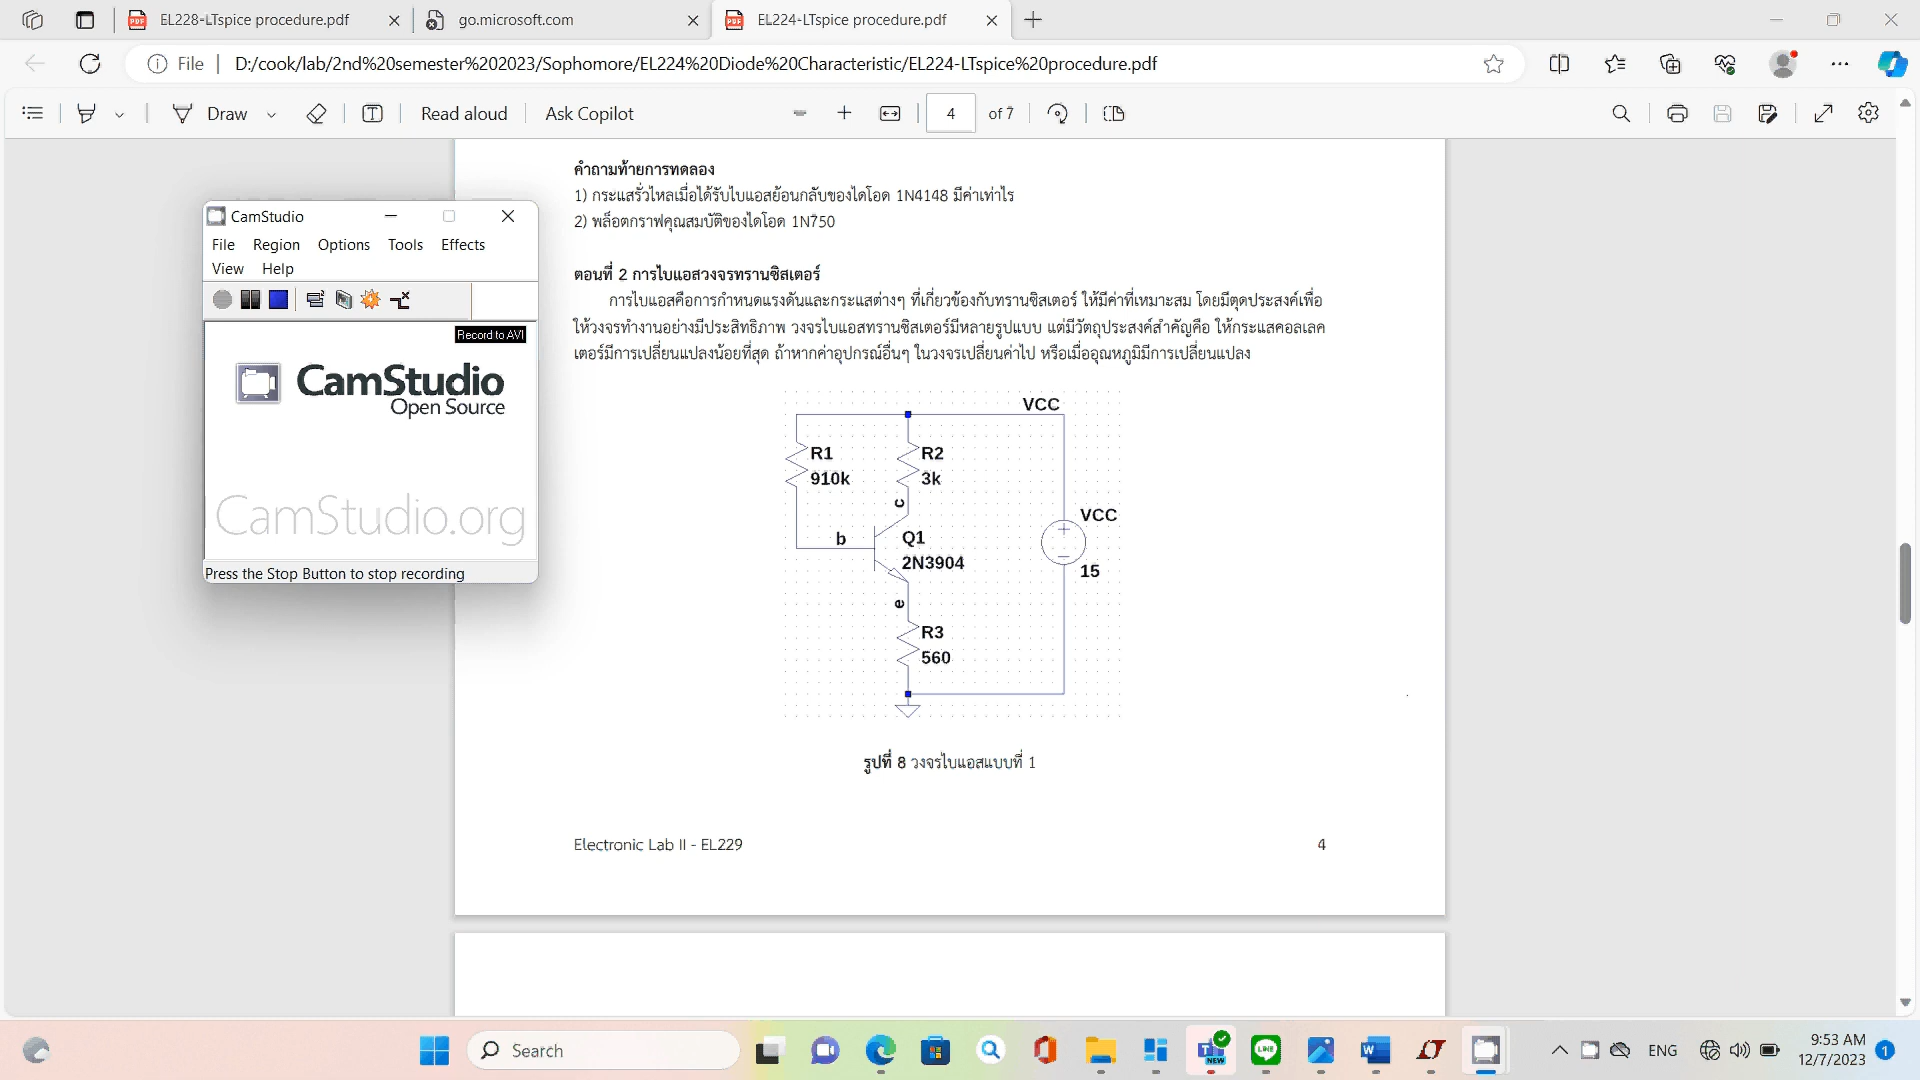 EL228-LTspice procedure.pdf
go.microsoft.com
EL224-LTspice procedure.pdf
File
D:/cook/lab/2nd%20semester%202023/Sophomore/EL224%20Diode%20Characteristic/EL224-LTspice%20procedure.pdf
Draw
Read aloud
Ask Copilot
4 of 7
คำถามท้ายการทดลอง
1) กระแสรั่วไหลเมื่อได้รับไบแอสย้อนกลับของไดโอด 1N4148 มีค่าเท่าไร
2) พล็อตกราฟคุณสมบัติของไดโอด 1N750
ตอนที่ 2 การไบแอสวงจรทรานซิสเตอร์
การไบแอสคือการกำหนดแรงดันและกระแสต่างๆ ที่เกี่ยวข้องกับทรานซิสเตอร์ ให้มีค่าที่เหมาะสม โดยมีตุดประสงค์เพื่อ
ให้วงจรทำงานอย่างมีประสิทธิภาพ วงจรไบแอสทรานซิสเตอร์มีหลายรูปแบบ แต่มีวัตถุประสงค์สำคัญคือ ให้กระแสคอลเลค
เตอร์มีการเปลี่ยนแปลงน้อยที่สุด ถ้าหากค่าอุปกรณ์อื่นๆ ในวงจรเปลี่ยนค่าไป หรือเมื่ออุณหภูมิมีการเปลี่ยนแปลง
VCC
R1
910k
R2
3k
c
b
Q1
2N3904
VCC
15
e
R3
560
รูปที่ 8 วงจรไบแอสแบบที่ 1
Electronic Lab II - EL229
4
CamStudio
File Region Options Tools Effects
View Help
Record to AVI
CamStudio
Open Source
CamStudio.org
Press the Stop Button to stop recording
Search
NEW
LINE
ENG
9:53 AM
12/7/2023
1